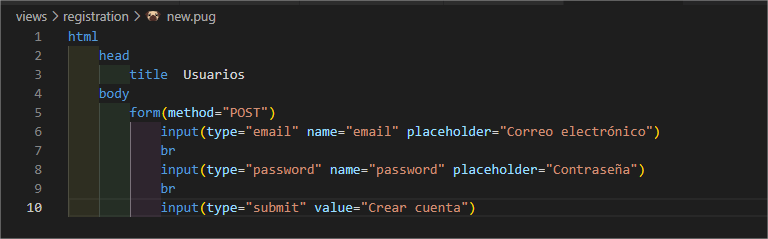 views > registration > new.pug
1 html
2 head
3 title  Usuarios
4 body
5 form(method="POST")
6 input(type="email" name="email" placeholder="Correo electrónico")
7 br
8 input(type="password" name="password" placeholder="Contraseña")
9 br
10 input(type="submit" value="Crear cuenta")